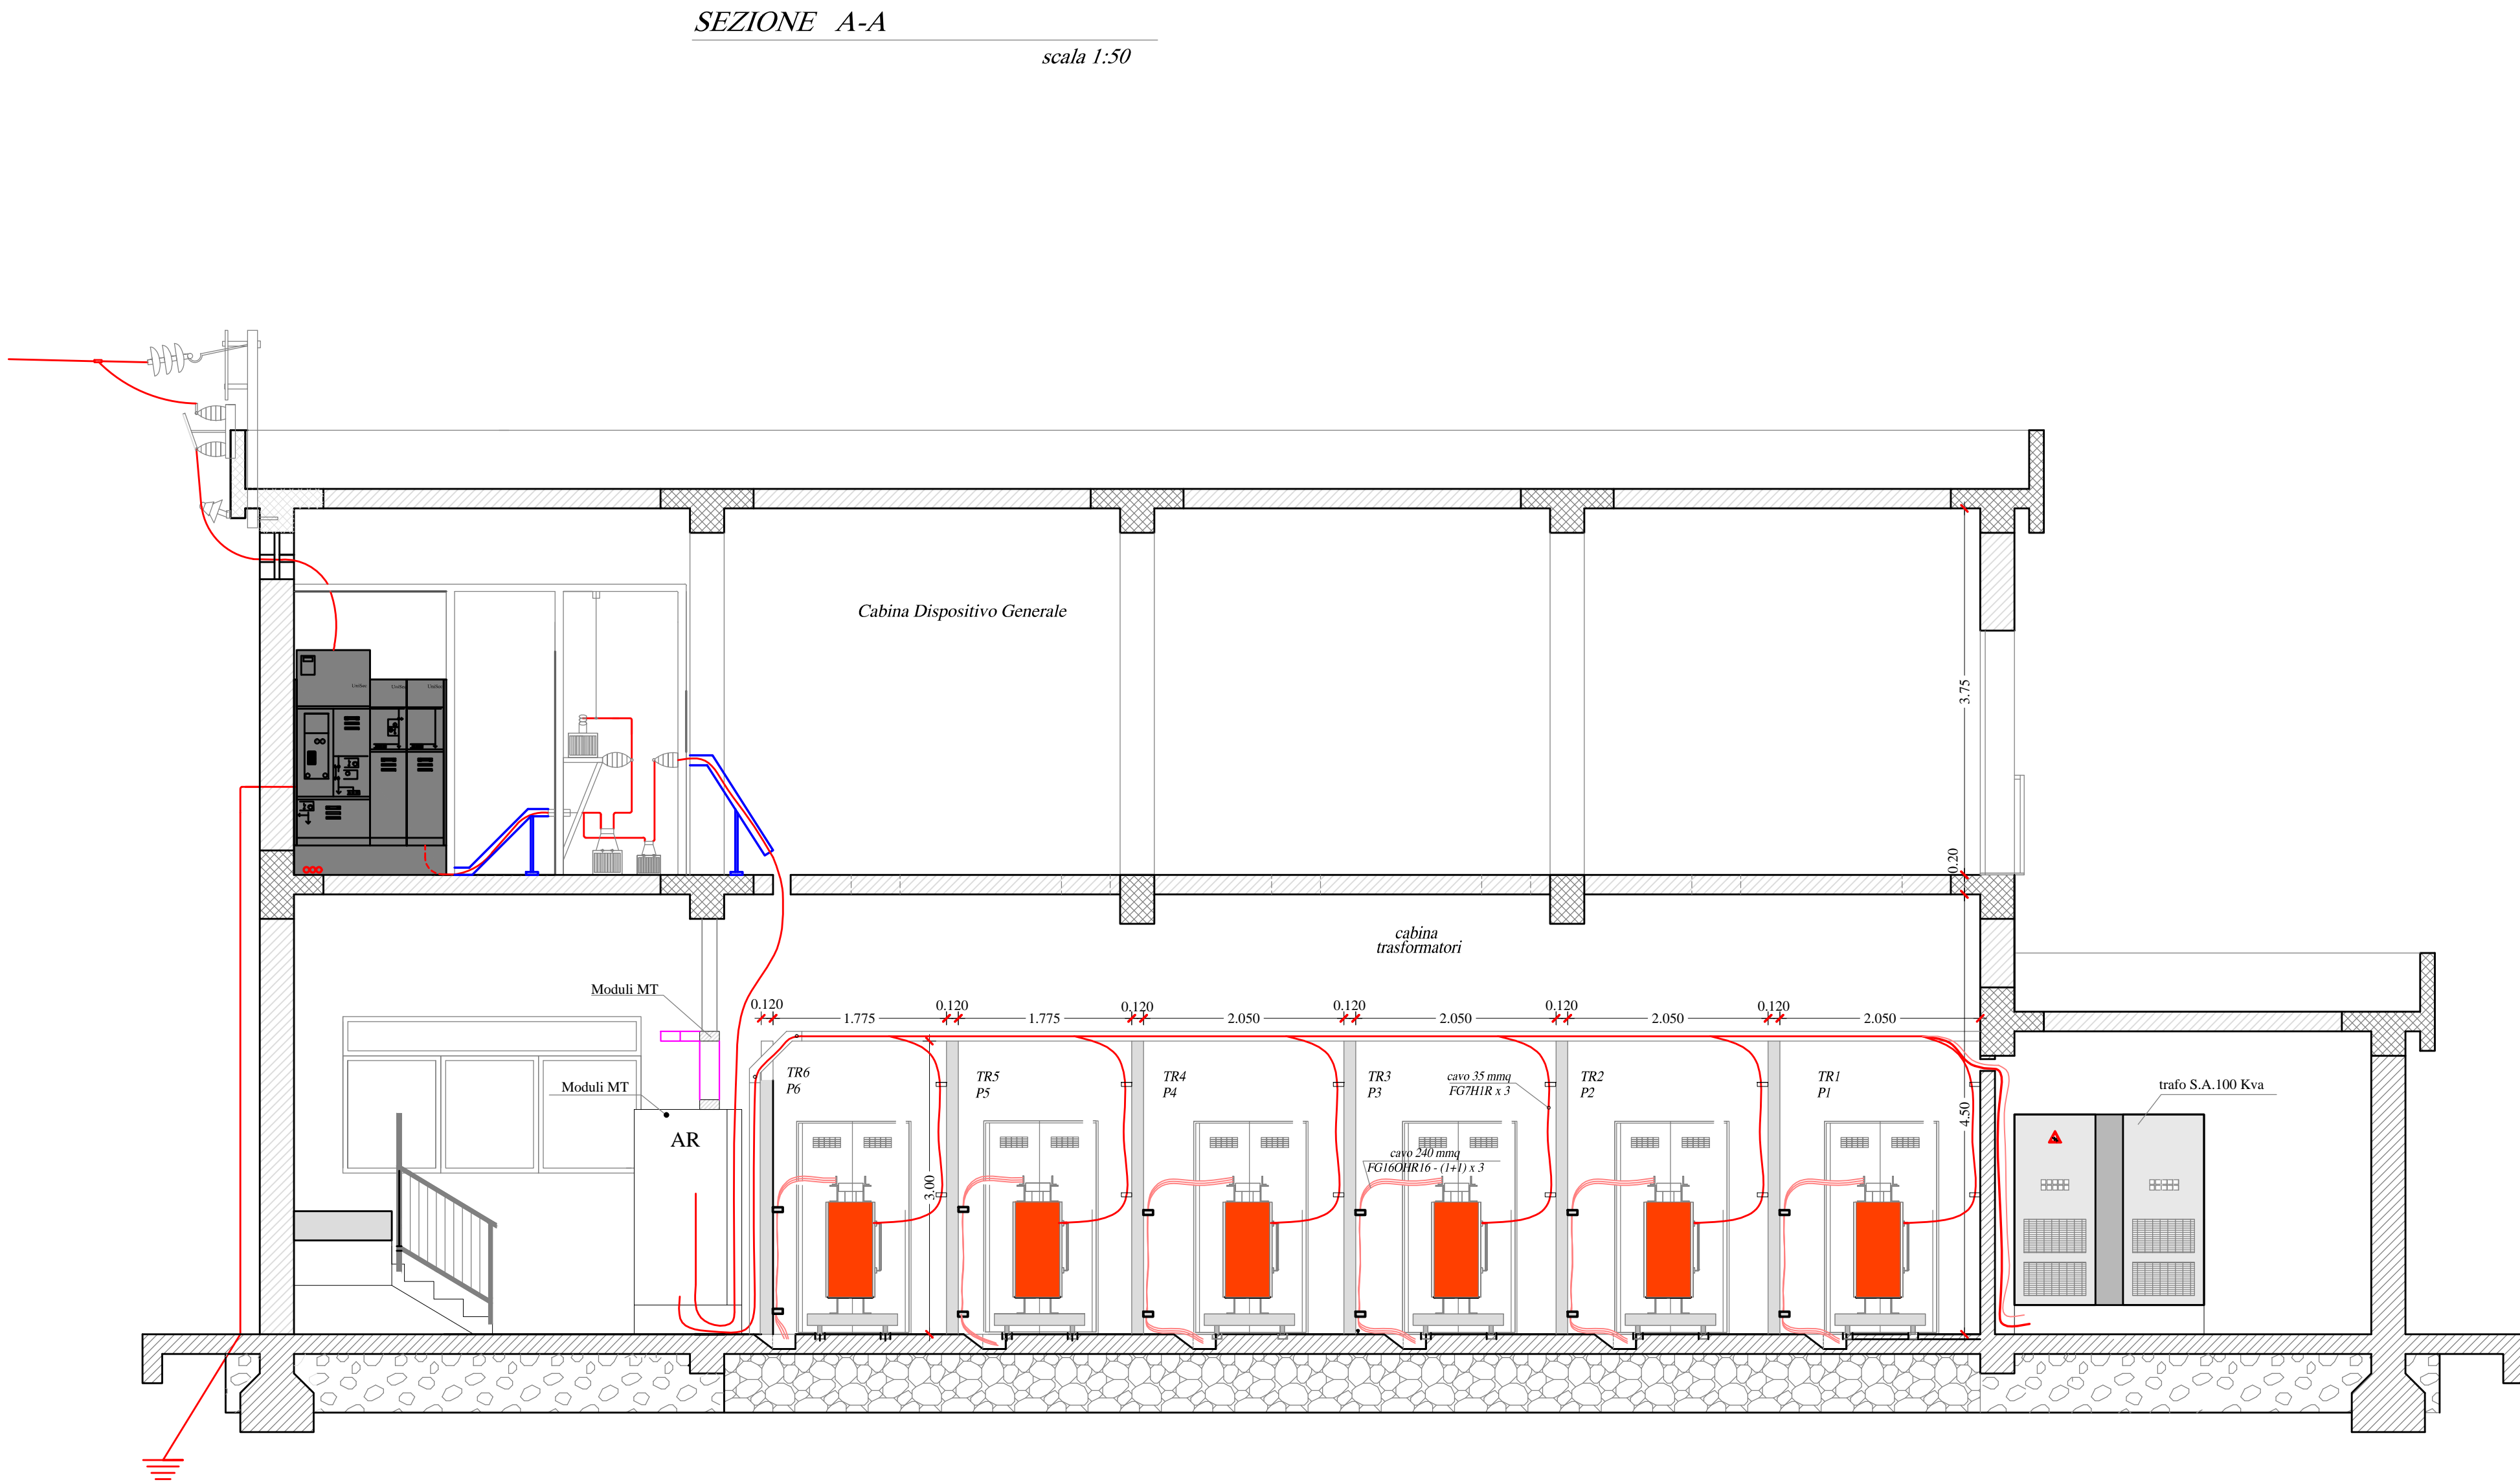 SEZIONE A-A
scala 1:50
Cabina Dispositivo Generale
UniSec
UniSec
UniSec
3.75
0.20
cabina
trasformatori
Moduli MT
0.120
1.775
0.120
1.775
0.120
2.050
0.120
2.050
0.120
2.050
0.120
2.050
Moduli MT
AR
TR6
P6
TR5
P5
TR4
P4
TR3
P3
cavo 35 mmq
FG7H1R x 3
TR2
P2
TR1
P1
trafo S.A.100 Kva
4.50
3.00
cavo 240 mmq
FG16OHR16 - (1+1) x 3